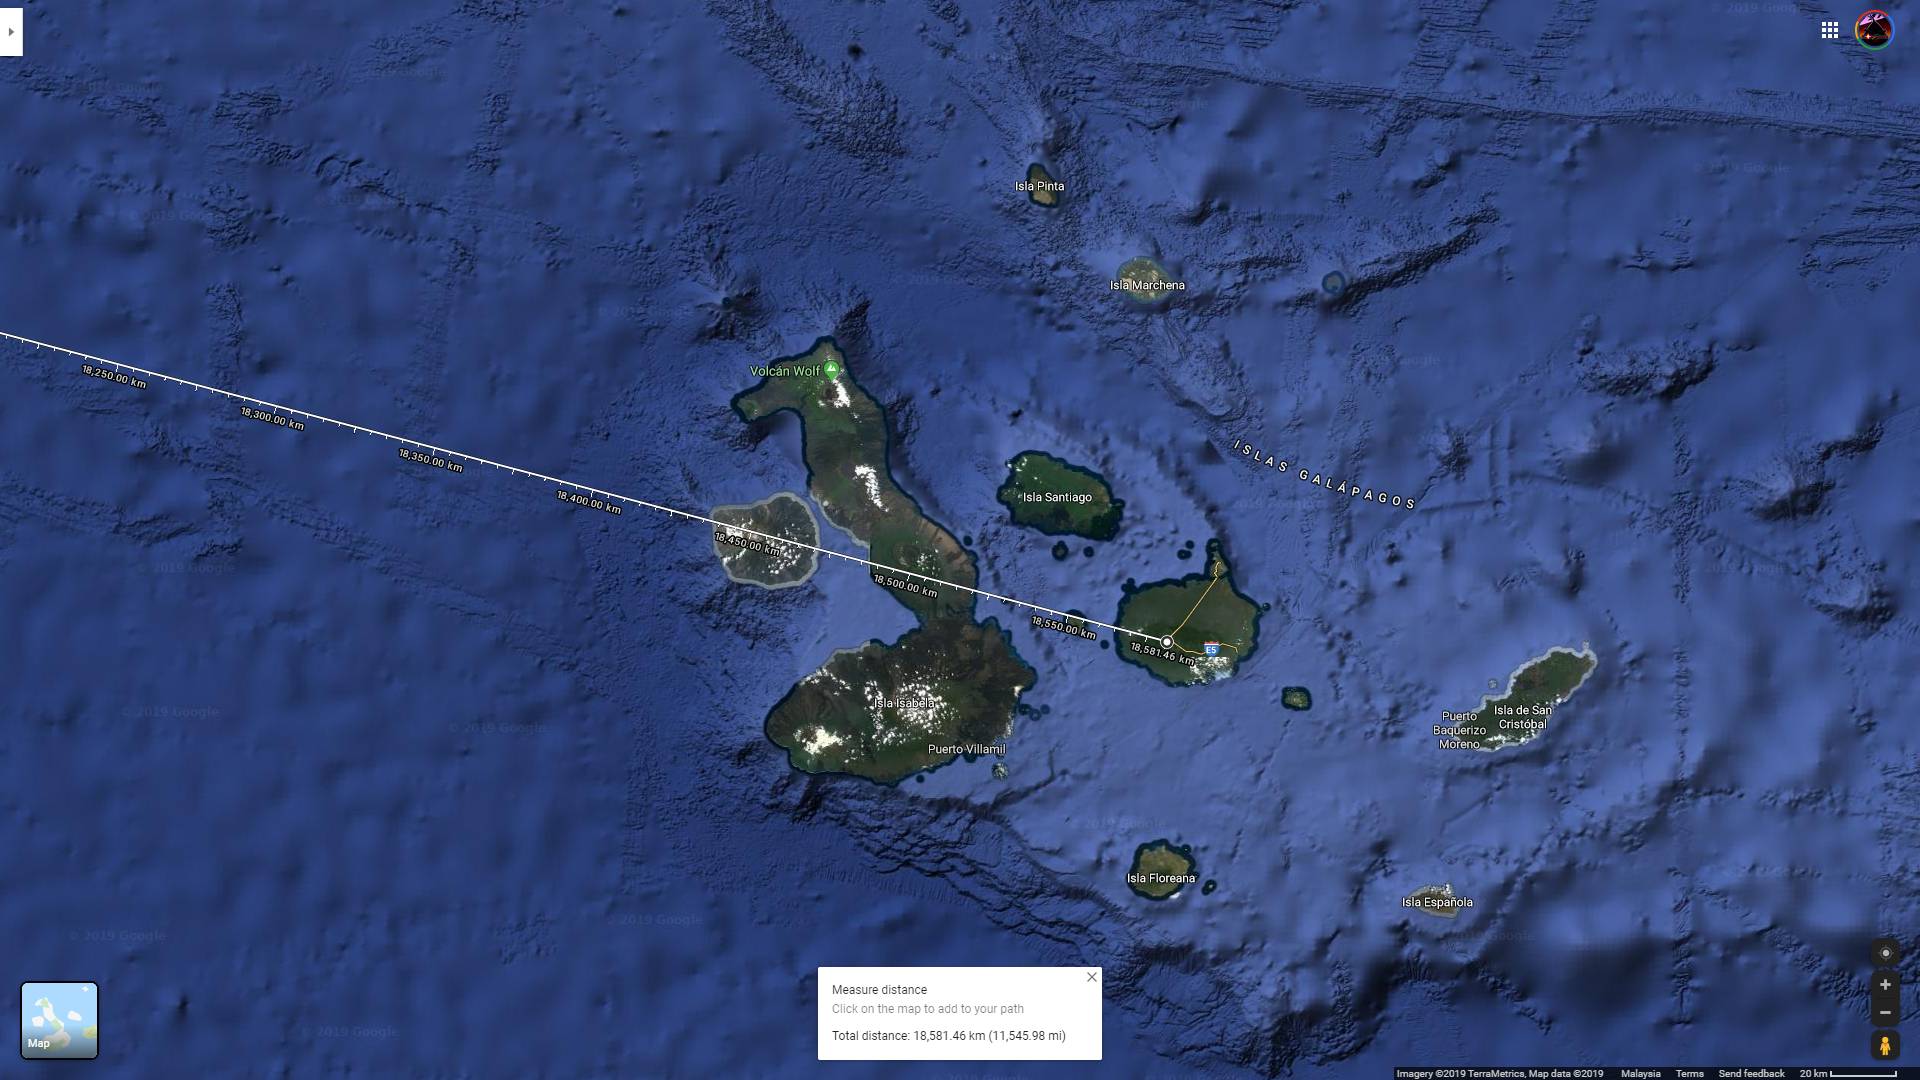 © 2019 Google
Isla Pinta
Isla Marchena
Volcán Wolf
18,250.00 km
18,300.00 km
18,350.00 km
18,400.00 km
18,450.00 km
18,500.00 km
18,550.00 km
18,581.46 km
ISLAS GALÁPAGOS
Isla Santiago
E5
Isla Isabela
Puerto Villamil
Isla de San
Cristóbal
Puerto
Baquerizo
Moreno
Isla Floreana
Isla Española
Measure distance
Click on the map to add to your path
Total distance: 18,581.46 km (11,545.98 mi)
Map
Imagery ©2019 TerraMetrics, Map data ©2019 Malaysia Terms Send feedback 20 km